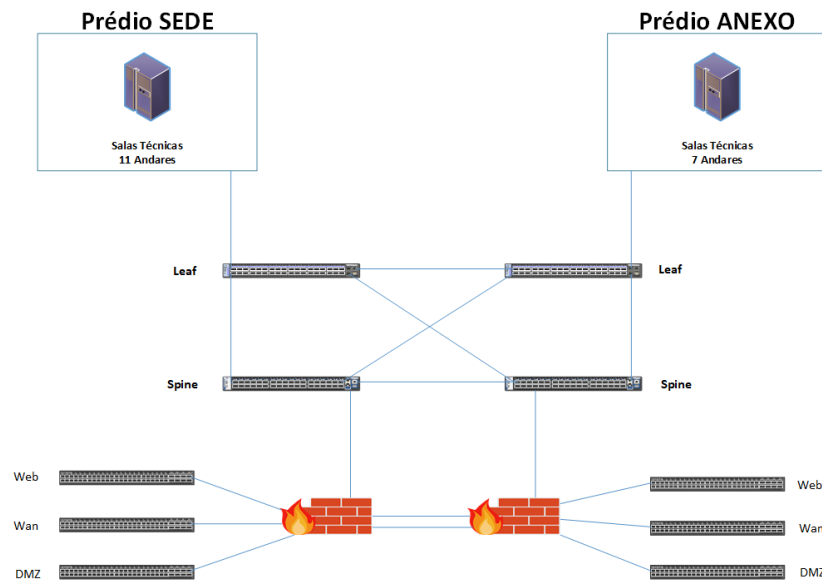 Prédio SEDE
Prédio ANEXO
Salas Técnicas
11 Andares
Salas Técnicas
7 Andares
Leaf
Leaf
Spine
Spine
Web
Web
Wan
Wan
DMZ
DMZ